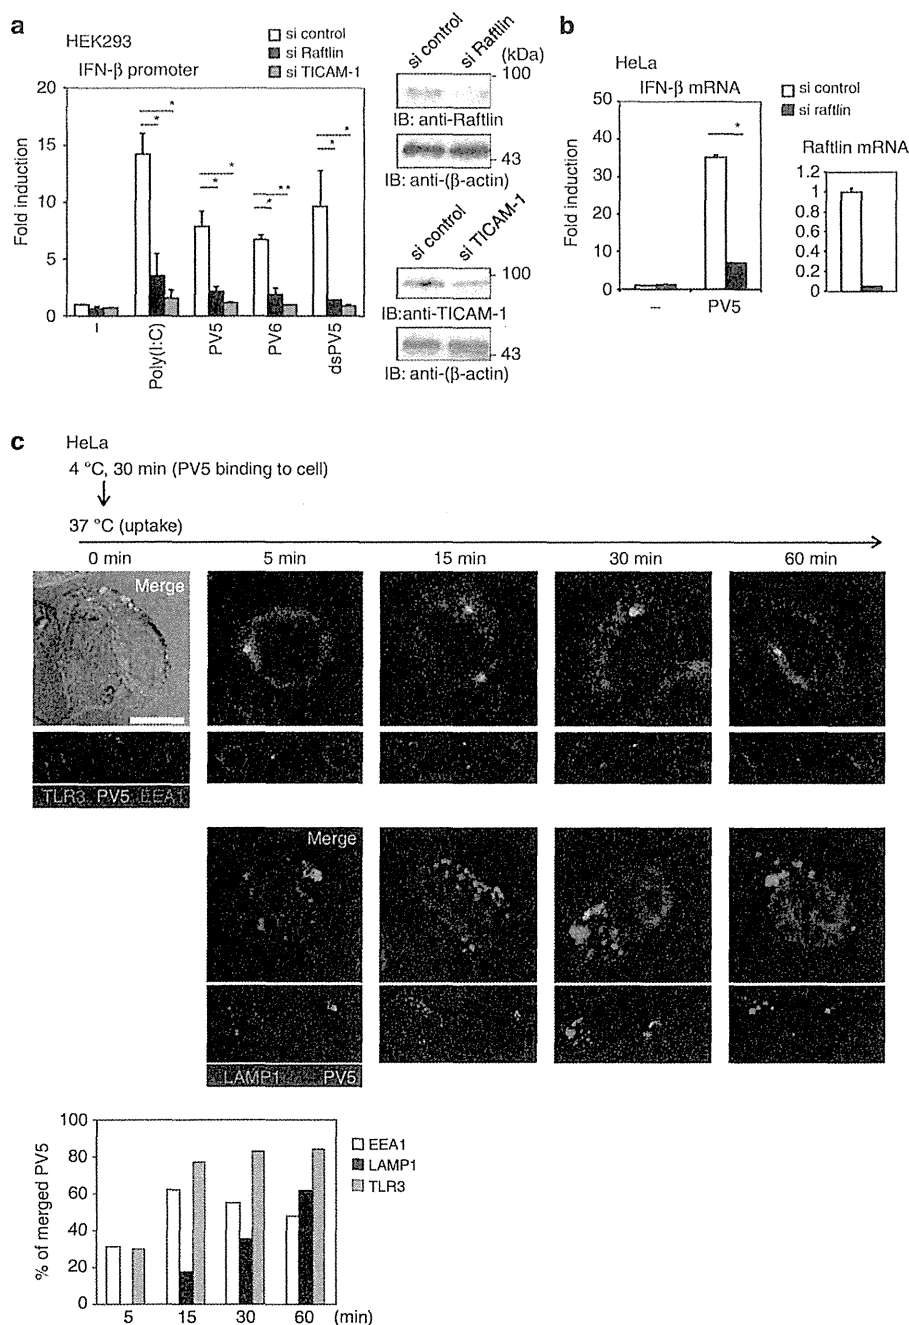 a
HEK293
IFN-β promoter
si control
si Raftlin
si TICAM-1
Fold induction
20
15
10
5
0
–
Poly(I:C)
PV5
PV6
dsPV5
*
*
*
*
*
**
*
*
si control
si Raftlin
(kDa)
100
IB: anti-Raftlin
43
IB: anti-(β-actin)
si control
si TICAM-1
100
IB:anti-TICAM-1
43
IB: anti-(β-actin)
b
HeLa
IFN-β mRNA
si control
si raftlin
Fold induction
50
40
30
20
10
0
*
–
PV5
Raftlin mRNA
1.2
1
0.8
0.6
0.4
0.2
0
c
HeLa
4 °C, 30 min (PV5 binding to cell)
37 °C (uptake)
0 min
5 min
15 min
30 min
60 min
Merge
TLR3 PV5 EEA1
Merge
LAMP1 PV5
% of merged PV5
100
80
60
40
20
0
5
15
30
60
(min)
EEA1
LAMP1
TLR3